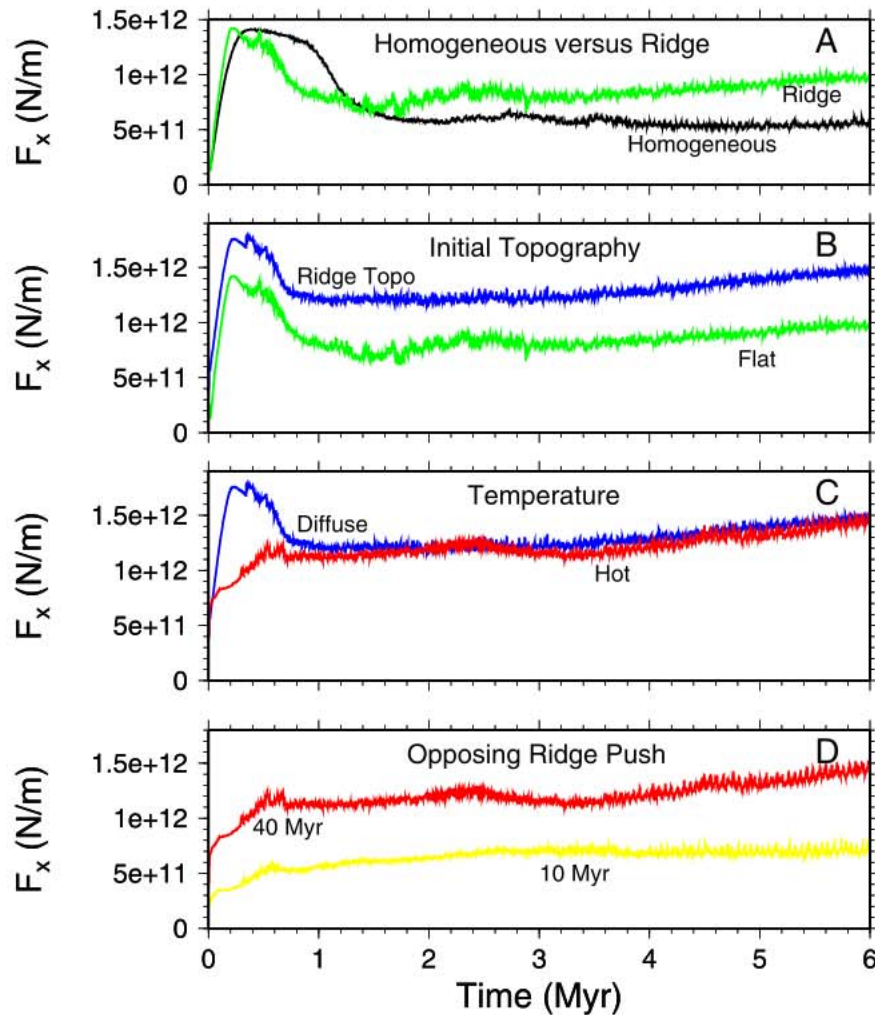 1.5e+12
Homogeneous versus Ridge
A
1e+12
Ridge
5e+11
Homogeneous
0
Fx (N/m)
Initial Topography
B
1.5e+12
Ridge Topo
1e+12
Flat
5e+11
0
Fx (N/m)
Temperature
C
1.5e+12
Diffuse
1e+12
Hot
5e+11
0
Fx (N/m)
Opposing Ridge Push
D
1.5e+12
1e+12
40 Myr
5e+11
10 Myr
0
Fx (N/m)
0 1 2 3 4 5 6
Time (Myr)